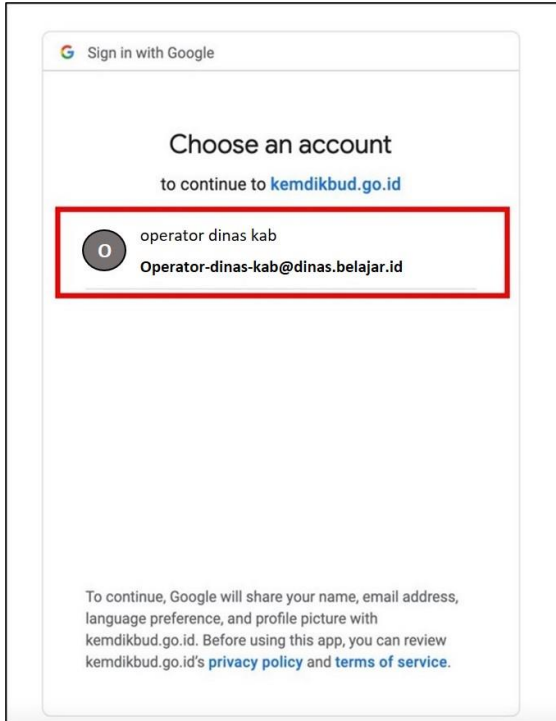 Sign in with Google
Choose an account
to continue to kemdikbud.go.id
O
operator dinas kab
Operator-dinas-kab@dinas.belajar.id
To continue, Google will share your name, email address,
language preference, and profile picture with
kemdikbud.go.id. Before using this app, you can review
kemdikbud.go.id's privacy policy and terms of service.